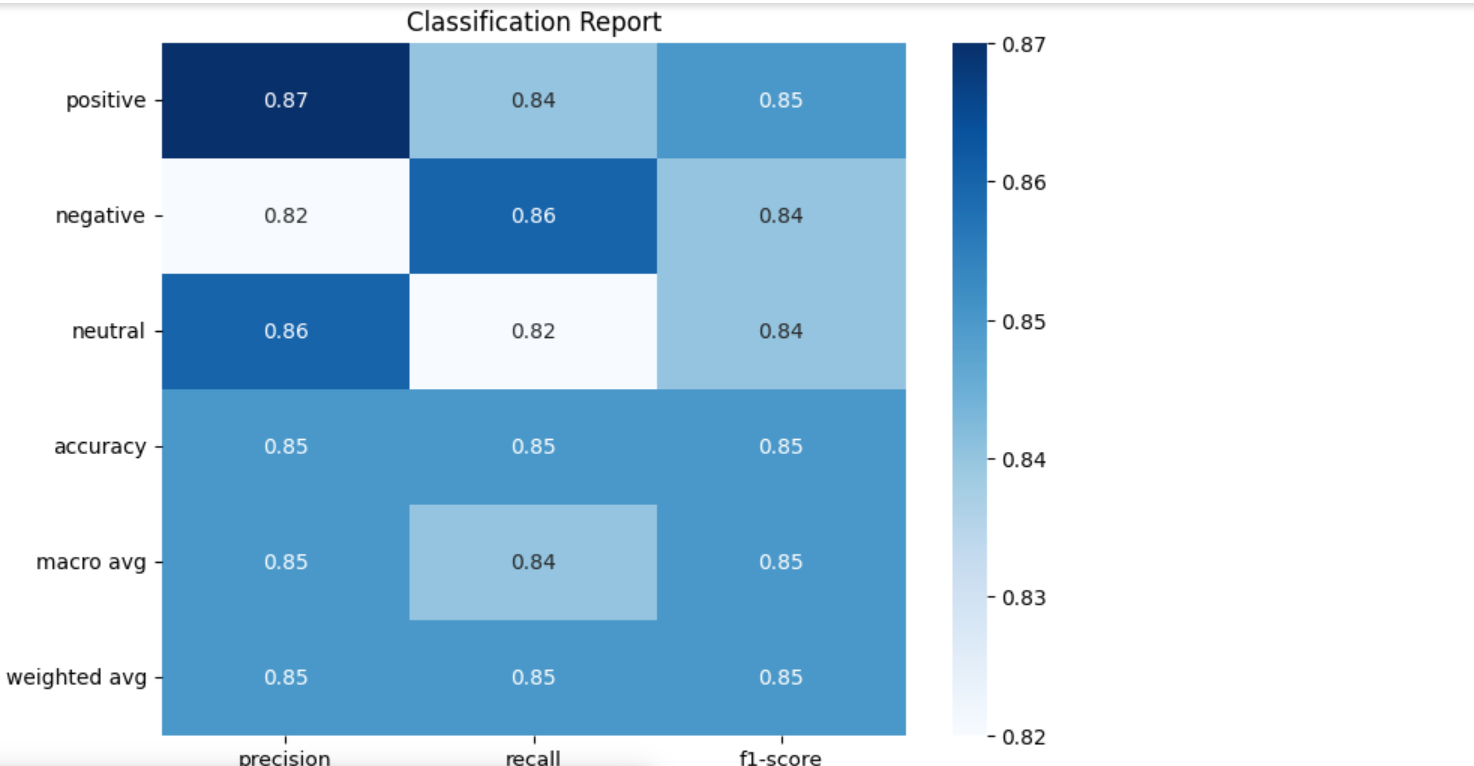 Classification Report
positive 0.87 0.84 0.85
negative 0.82 0.86 0.84
neutral 0.86 0.82 0.84
accuracy 0.85 0.85 0.85
macro avg 0.85 0.84 0.85
weighted avg 0.85 0.85 0.85
precision recall f1-score
0.87
0.86
0.85
0.84
0.83
0.82